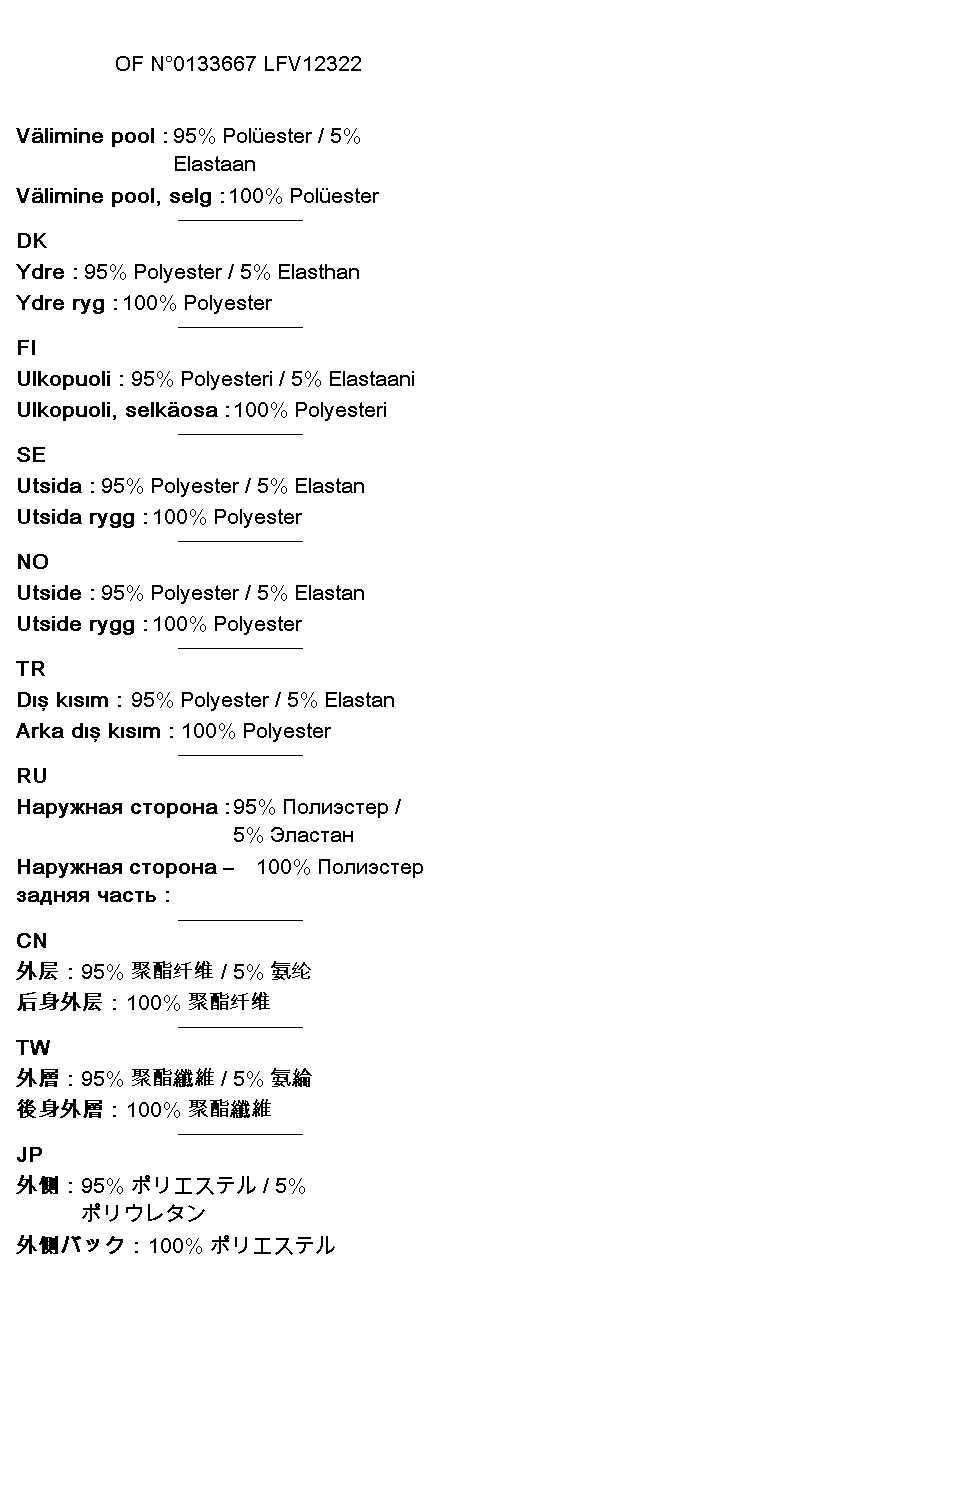 OF N°0133667 LFV12322
Välimine pool : 95% Polüester / 5%
Elastaan
Välimine pool, selg : 100% Polüester
DK
Ydre : 95% Polyester / 5% Elasthan
Ydre ryg : 100% Polyester
FI
Ulkopuoli : 95% Polyesteri / 5% Elastaani
Ulkopuoli, selkäosa : 100% Polyesteri
SE
Utsida : 95% Polyester / 5% Elastan
Utsida rygg : 100% Polyester
NO
Utside : 95% Polyester / 5% Elastan
Utside rygg : 100% Polyester
TR
Dış kısım : 95% Polyester / 5% Elastan
Arka dış kısım : 100% Polyester
RU
Наружная сторона : 95% Полиэстер /
5% Эластан
Наружная сторона – 100% Полиэстер
задняя часть :
CN
外层 : 95% 聚酯纤维 / 5% 氨纶
后身外层 : 100% 聚酯纤维
TW
外層 : 95% 聚酯纖維 / 5% 氨綸
後身外層 : 100% 聚酯纖維
JP
外側 : 95% ポリエステル / 5%
ポリウレタン
外側バック : 100% ポリエステル